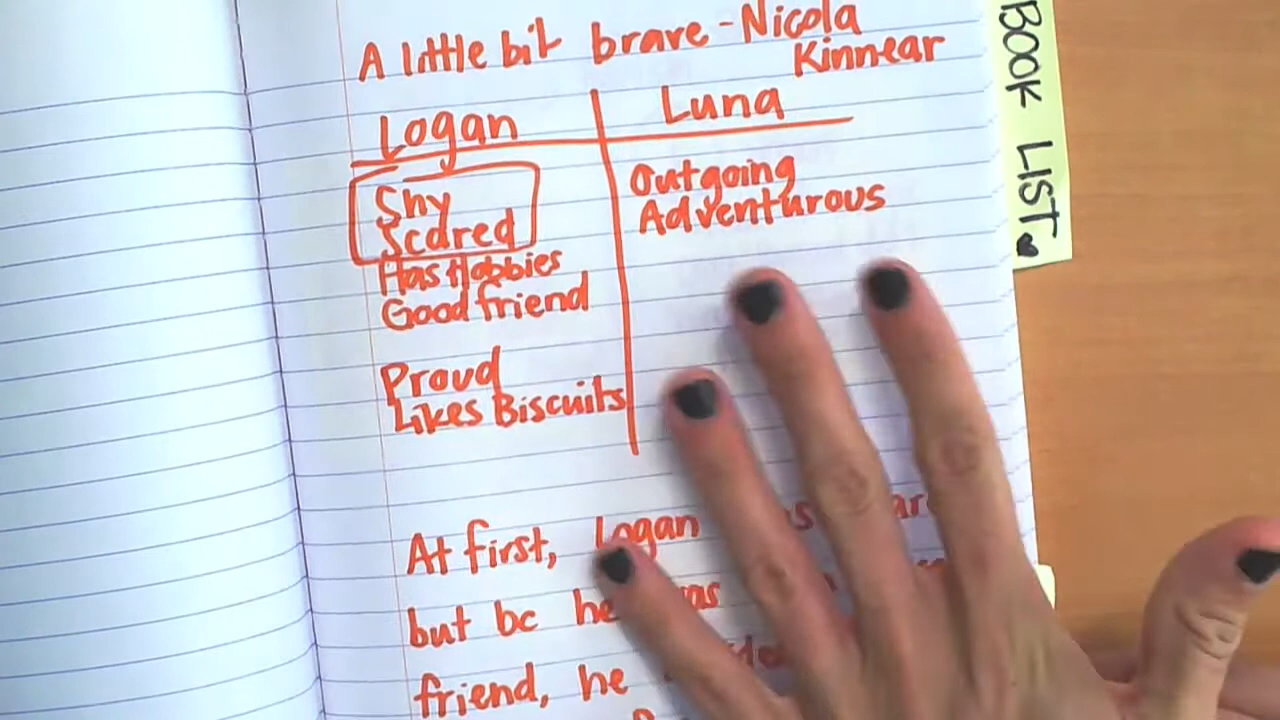 A little bit brave - Nicola
Kinnear
Logan
Luna
Shy
Scared
Has Hobbies
Good friend
Proud
Likes Biscuits
Outgoing
Adventurous
At first, Logan
but bc he
friend, he
BOOK LIST